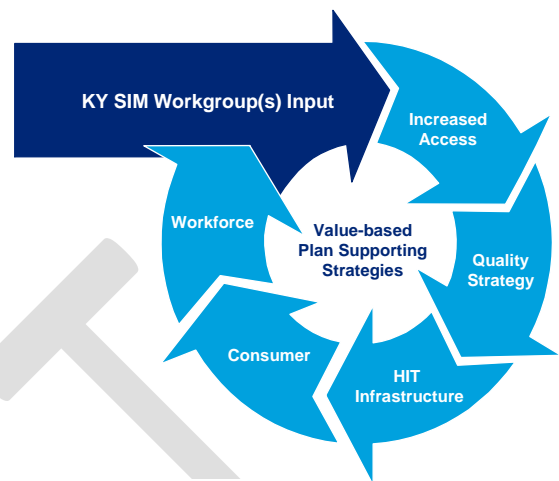 KY SIM Workgroup(s) Input
Increased
Access
Workforce
Value-based
Plan Supporting
Strategies
Quality
Strategy
Consumer
HIT
Infrastructure